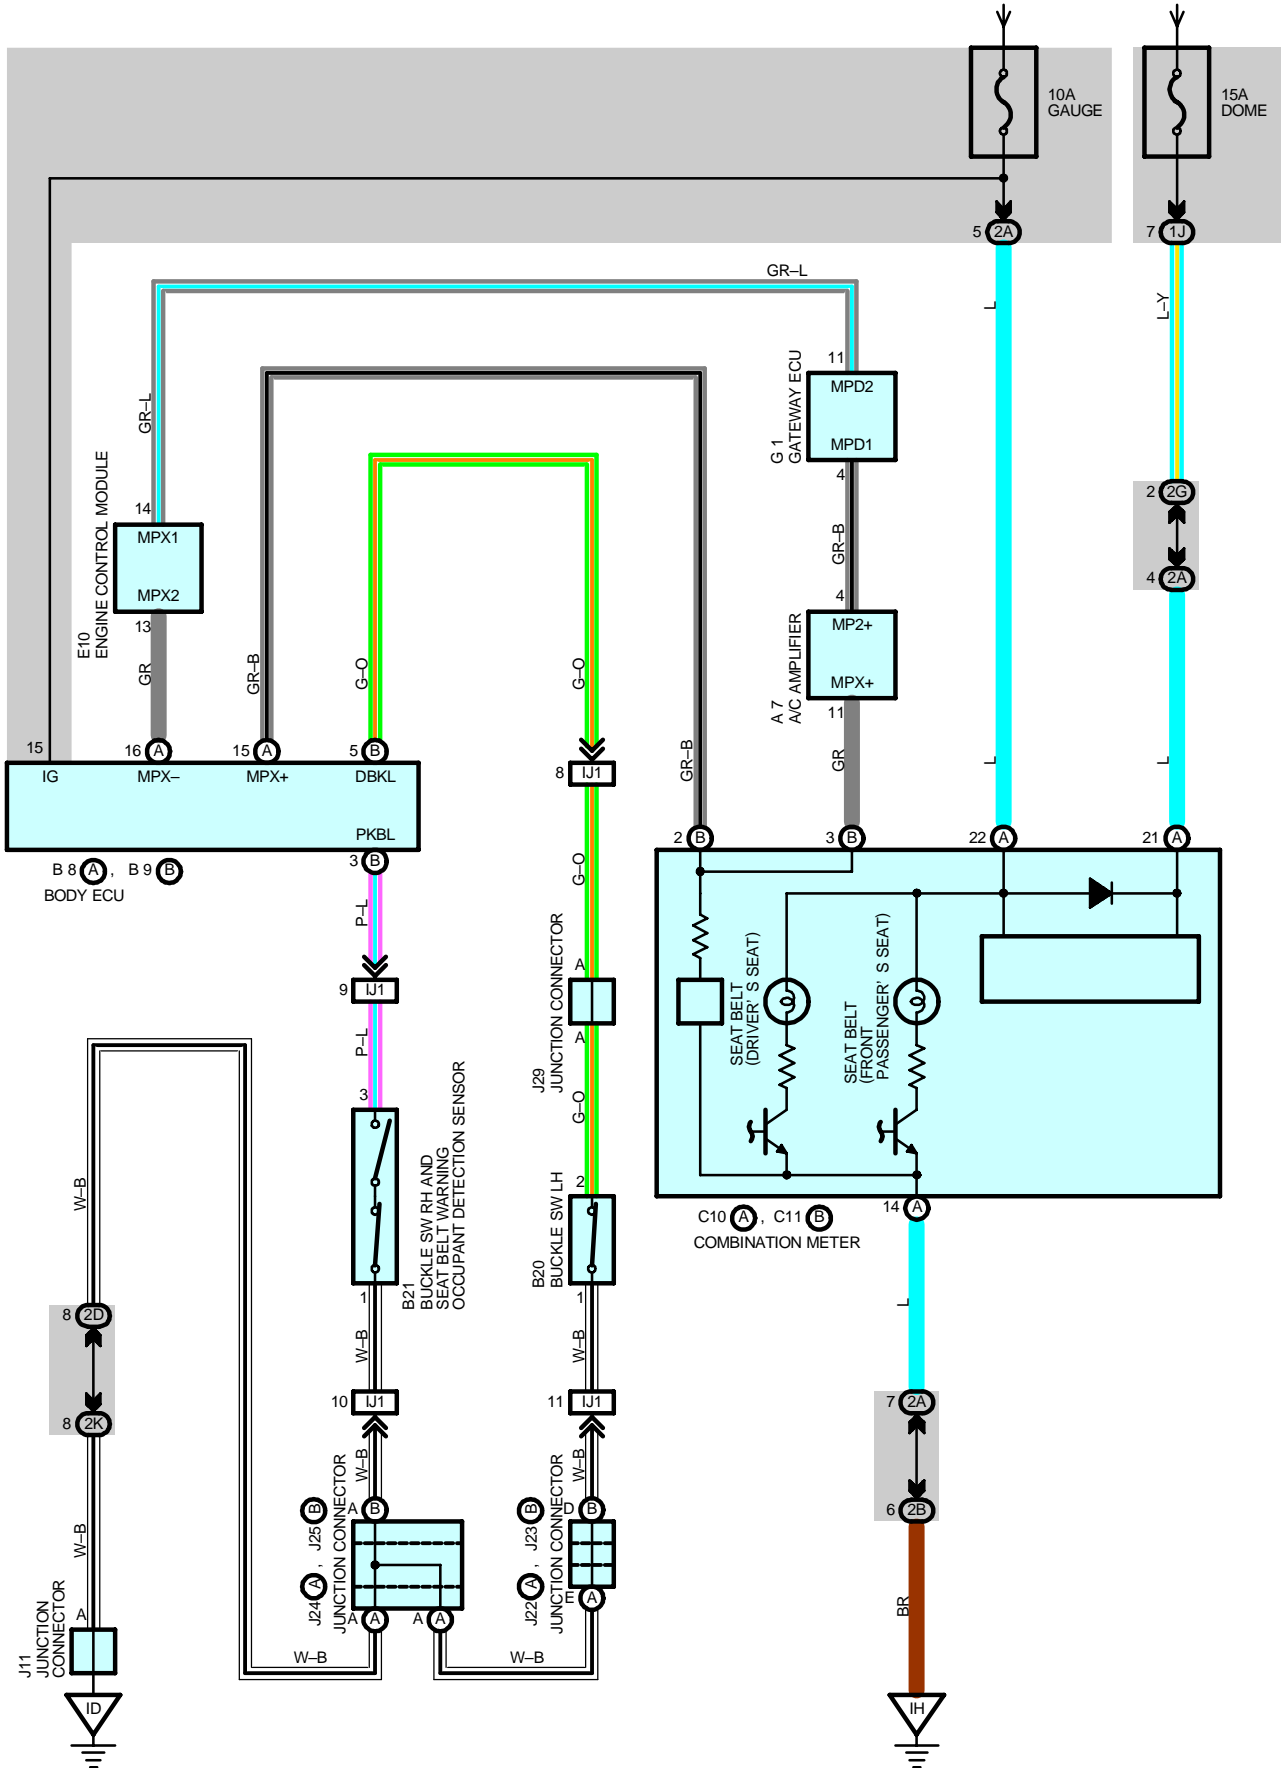 10A
GAUGE
15A
DOME
5 2A
7 1J
GR–L
L
L–Y
11
MPD2
MPD1
4
G 1
GATEWAY ECU
GR–L
14
MPX1
MPX2
13
E10
ENGINE CONTROL MODULE
2 2G
4 2A
GR–B
4
MP2+
MPX+
11
A 7
A/C AMPLIFIER
GR
GR–B
G–O
G–O
GR–B
GR
L
L
15
16 A
15 A
5 B
IG
MPX–
MPX+
DBKL
PKBL
8 IJ1
2 B
3 B
22 A
21 A
3 B
B 8 A , B 9 B
BODY ECU
P–L
G–O
9 IJ1
P–L
A
A
J29
JUNCTION CONNECTOR
G–O
SEAT BELT
(DRIVER' S SEAT)
SEAT BELT
(FRONT
PASSENGER' S SEAT)
3
2
W–B
B21
BUCKLE SW RH AND
SEAT BELT WARNING
OCCUPANT DETECTION SENSOR
B20
BUCKLE SW LH
C10 A , C11 B
COMBINATION METER
14 A
1
1
L
8 2D
W–B
W–B
10 IJ1
11 IJ1
7 2A
8 2K
W–B
W–B
J24 A , J25 B
JUNCTION CONNECTOR
A B
J22 A , J23 B
JUNCTION CONNECTOR
D B
6 2B
W–B
E A
A A
A A
BR
A
J11
JUNCTION
CONNECTOR
W–B
W–B
ID
IH